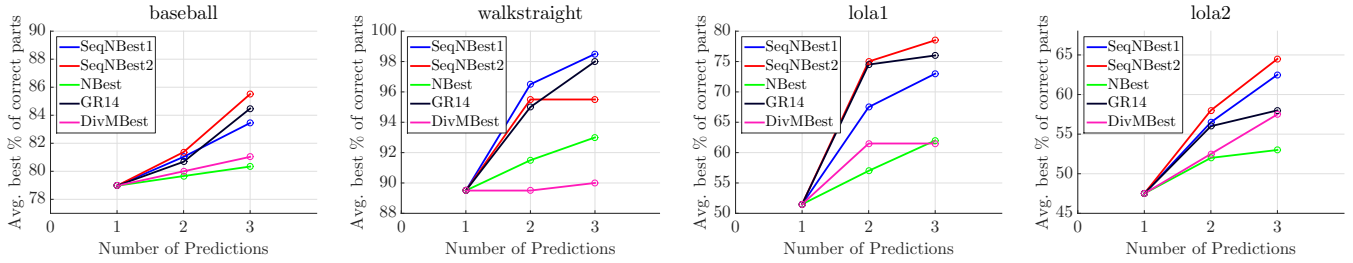 baseball
Avg. best % of correct parts
90
88
86
84
82
80
78
SeqNBest1
SeqNBest2
NBest
GR14
DivMBest
0 1 2 3
Number of Predictions
walkstraight
Avg. best % of correct parts
100
98
96
94
92
90
88
SeqNBest1
SeqNBest2
NBest
GR14
DivMBest
0 1 2 3
Number of Predictions
lola1
Avg. best % of correct parts
80
75
70
65
60
55
50
SeqNBest1
SeqNBest2
NBest
GR14
DivMBest
0 1 2 3
Number of Predictions
lola2
Avg. best % of correct parts
65
60
55
50
45
SeqNBest1
SeqNBest2
NBest
GR14
DivMBest
0 1 2 3
Number of Predictions